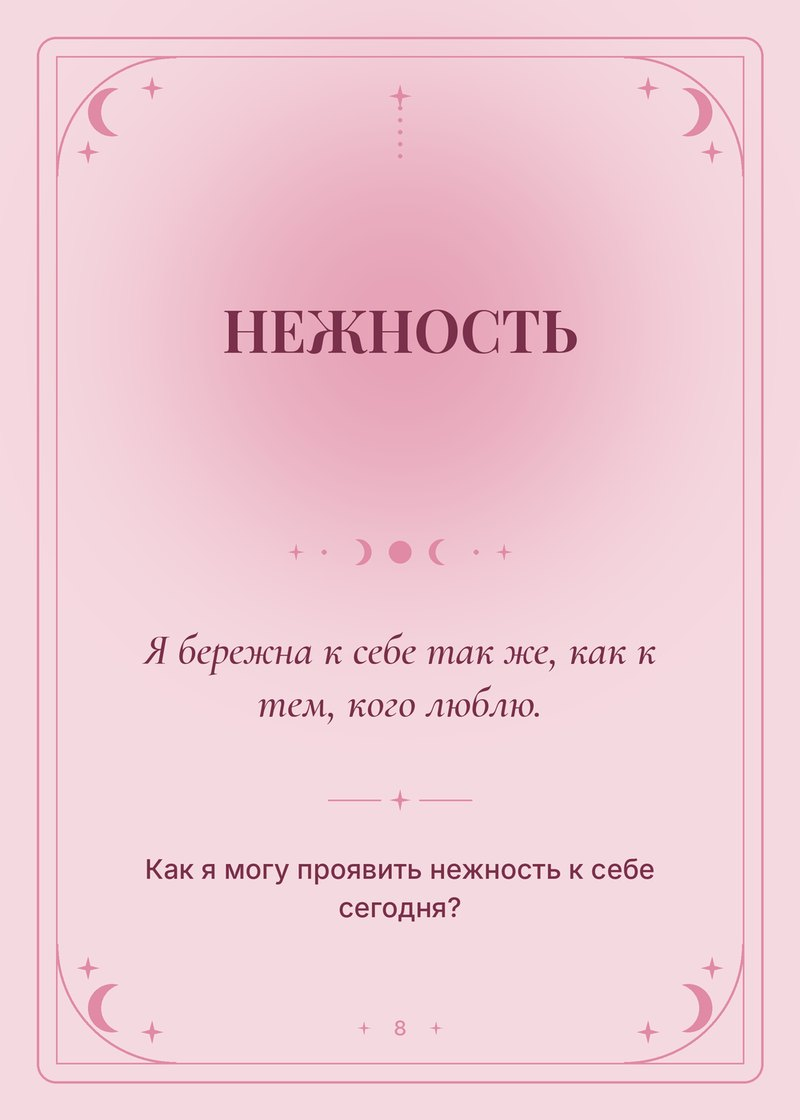 НЕЖНОСТЬ
Я бережна к себе так же, как к
тем, кого люблю.
Как я могу проявить нежность к себе
сегодня?
8